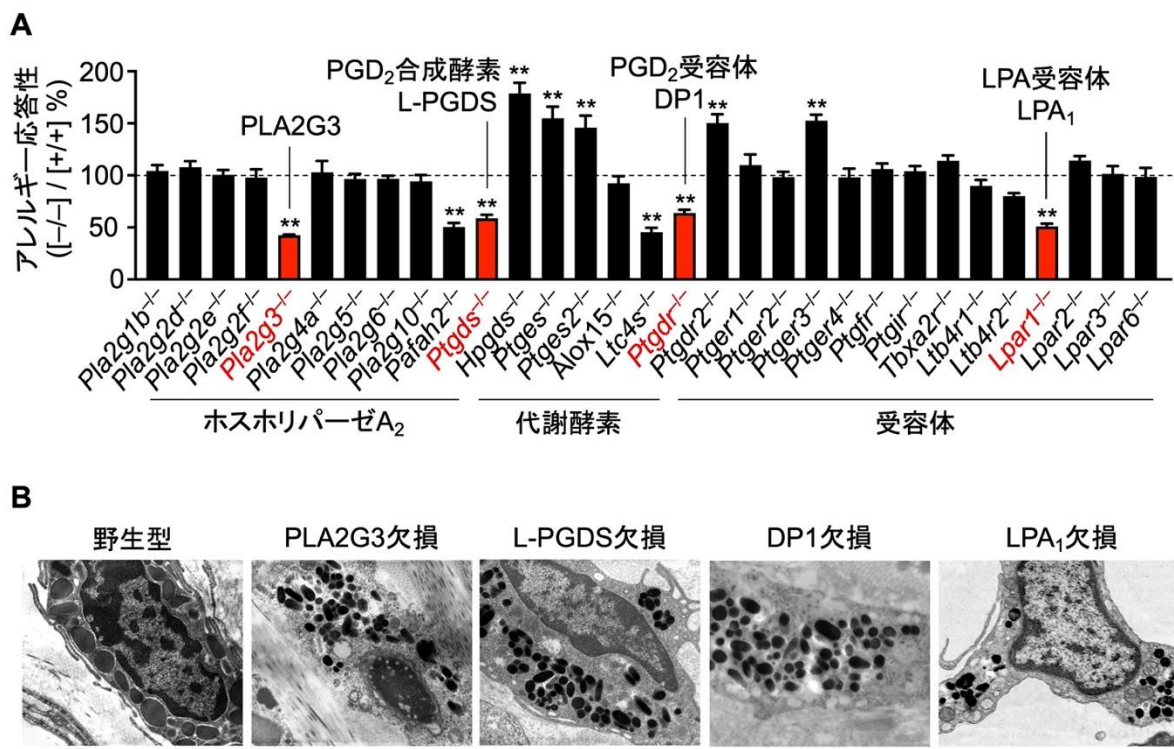 A
アレルギー応答性
([–/–] / [+/+] %)
200
150
100
50
0
PLA2G3
PGD₂合成酵素
L-PGDS
PGD₂受容体
DP1
LPA受容体
LPA₁
**
**
**
**
**
**
**
**
**
**
**
Pla2g1b⁻/⁻
Pla2g2d⁻/⁻
Pla2g2e⁻/⁻
Pla2g2f⁻/⁻
Pla2g3⁻/⁻
Pla2g4a⁻/⁻
Pla2g5⁻/⁻
Pla2g6⁻/⁻
Pla2g10⁻/⁻
Pafah2⁻/⁻
Ptgds⁻/⁻
Hpgds⁻/⁻
Ptges⁻/⁻
Ptges2⁻/⁻
Alox15⁻/⁻
Ltc4s⁻/⁻
Ptgdr⁻/⁻
Ptgdr2⁻/⁻
Ptger1⁻/⁻
Ptger2⁻/⁻
Ptger3⁻/⁻
Ptger4⁻/⁻
Ptgfr⁻/⁻
Ptgir⁻/⁻
Tbxa2r⁻/⁻
Ltb4r1⁻/⁻
Ltb4r2⁻/⁻
Lpar1⁻/⁻
Lpar2⁻/⁻
Lpar3⁻/⁻
Lpar6⁻/⁻
ホスホリパーゼA₂
代謝酵素
受容体
B
野生型
PLA2G3欠損
L-PGDS欠損
DP1欠損
LPA₁欠損